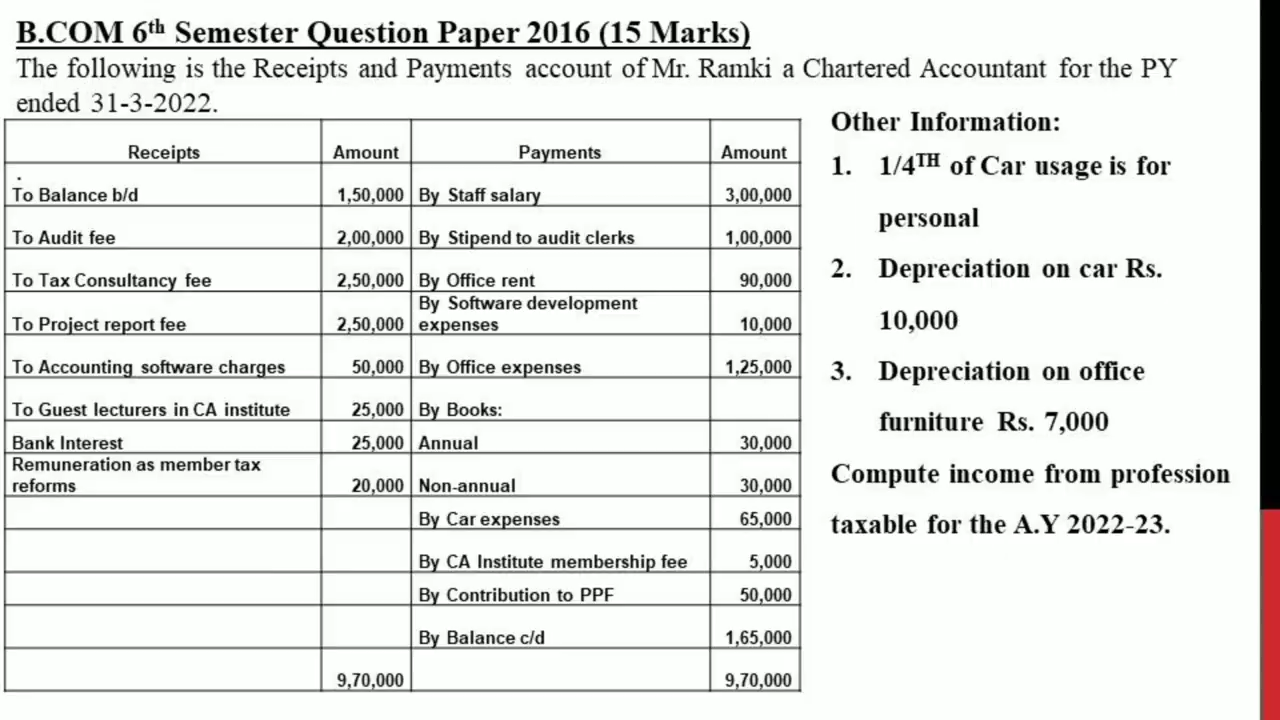 B.COM 6th Semester Question Paper 2016 (15 Marks)
The following is the Receipts and Payments account of Mr. Ramki a Chartered Accountant for the PY
ended 31-3-2022.
Receipts Amount Payments Amount
To Balance b/d 1,50,000 By Staff salary 3,00,000
To Audit fee 2,00,000 By Stipend to audit clerks 1,00,000
To Tax Consultancy fee 2,50,000 By Office rent 90,000
By Software development
To Project report fee 2,50,000 expenses 10,000
To Accounting software charges 50,000 By Office expenses 1,25,000
To Guest lecturers in CA institute 25,000 By Books:
Bank Interest 25,000 Annual 30,000
Remuneration as member tax
reforms 20,000 Non-annual 30,000
By Car expenses 65,000
By CA Institute membership fee 5,000
By Contribution to PPF 50,000
By Balance c/d 1,65,000
9,70,000 9,70,000
Other Information:
1. 1/4TH of Car usage is for
personal
2. Depreciation on car Rs.
10,000
3. Depreciation on office
furniture Rs. 7,000
Compute income from profession
taxable for the A.Y 2022-23.